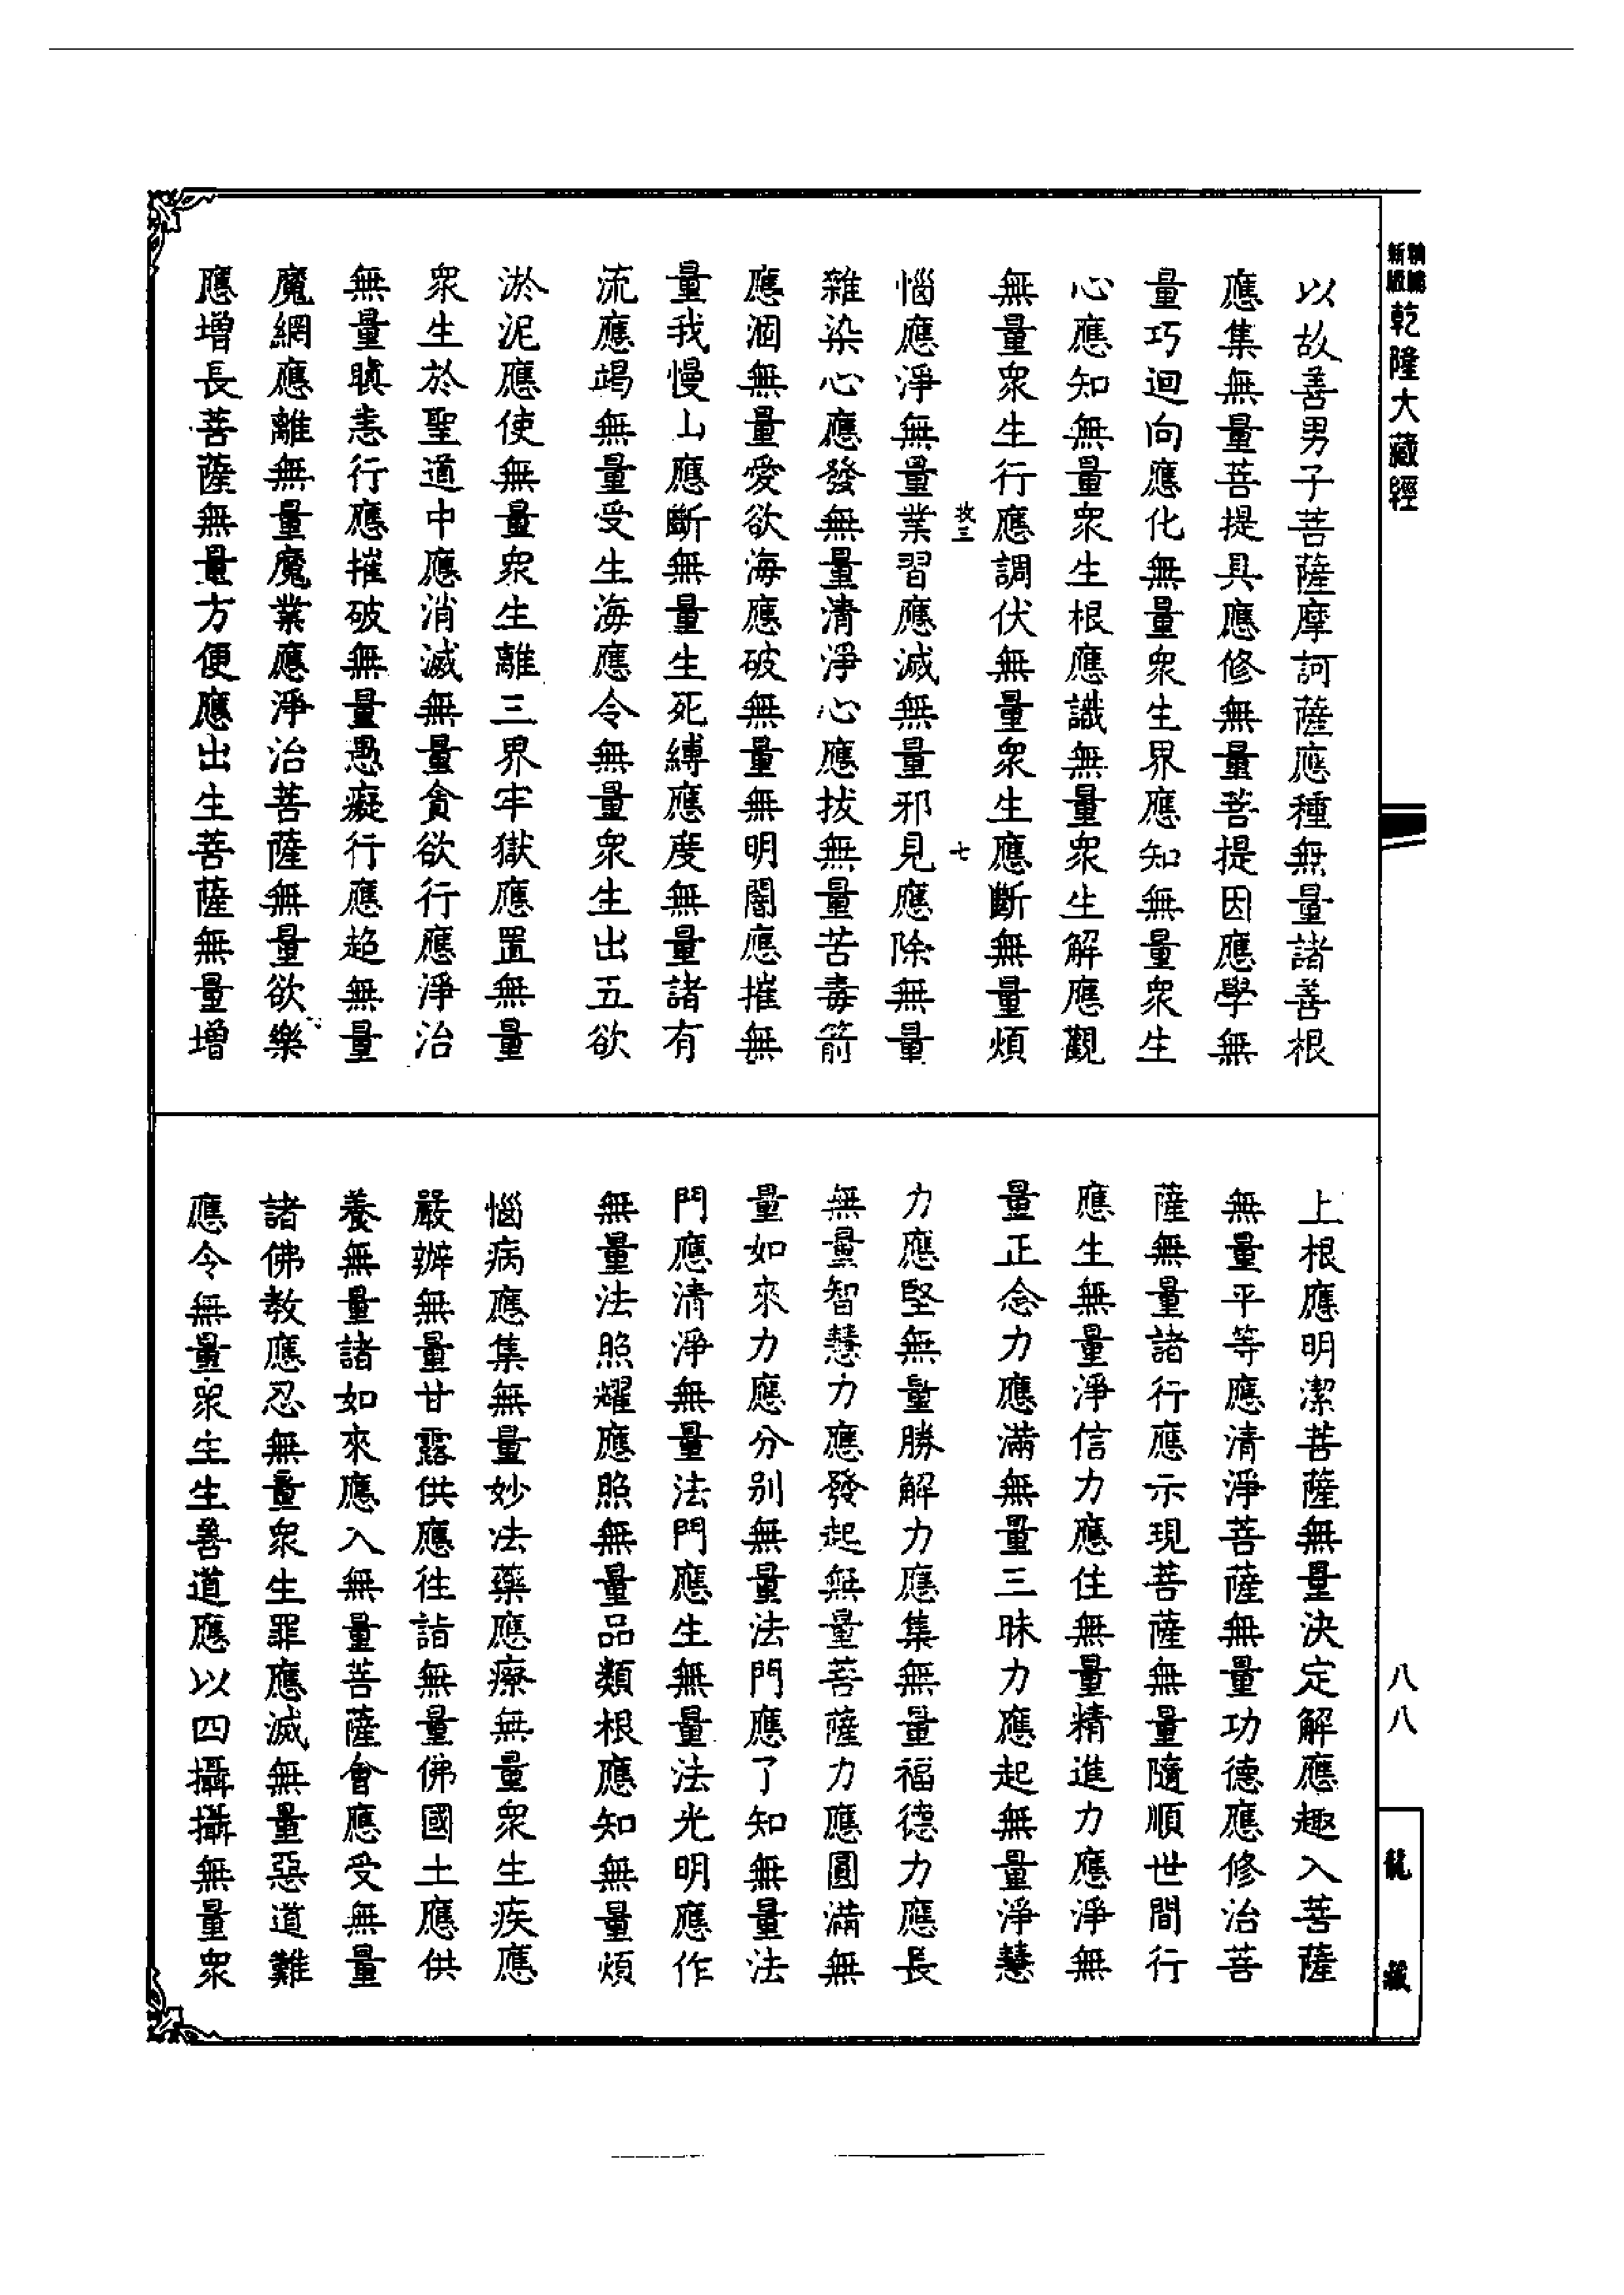 新版
乾隆大藏經
以故善男子菩薩摩訶薩應種無量諸善根
應集無量菩提具應修無量菩提因應學無
量巧迴向應化無量眾生界應知無量眾生
心應知無量眾生根應識無量眾生解應觀
無量眾生行應調伏無量眾生應斷無量煩
惱應淨無量業習應滅無量邪見應除無量
雜染心應發無量清淨心應拔無量苦毒箭
應涸無量愛欲海應破無量無明闇應摧無
量我慢山應斷無量生死縛應度無量諸有
流應竭無量受生海應令無量眾生出五欲
淤泥應使無量眾生離三界牢獄應置無量
眾生於聖道中應消滅無量貪欲行應淨治
無量瞋恚行應摧破無量愚癡行應超無量
魔網應離無量魔業應淨治菩薩無量欲樂
應增長菩薩無量方便應出生菩薩無量增
上根應明潔菩薩無量決定解應趣入菩薩
無量平等應清淨菩薩無量功德應修治菩
薩無量諸行應示現菩薩無量隨順世間行
應生無量淨信力應住無量精進力應淨無
量正念力應滿無量三昧力應起無量淨慧
力應堅無量勝解力應集無量福德力應長
無量智慧力應發起無量菩薩力應圓滿無
量如來力應分别無量法門應了知無量法
門應清淨無量法門應生無量法光明應作
無量法照耀應照無量品類根應知無量煩
惱病應集無量妙法藥應療無量眾生疾應
嚴辦無量甘露供應往詣無量佛國土應供
養無量諸如來應入無量菩薩會應受無量
諸佛教應忍無量眾生罪應滅無量惡道難
應令無量眾生生善道應以四攝攝無量眾
七
八八
龍藏